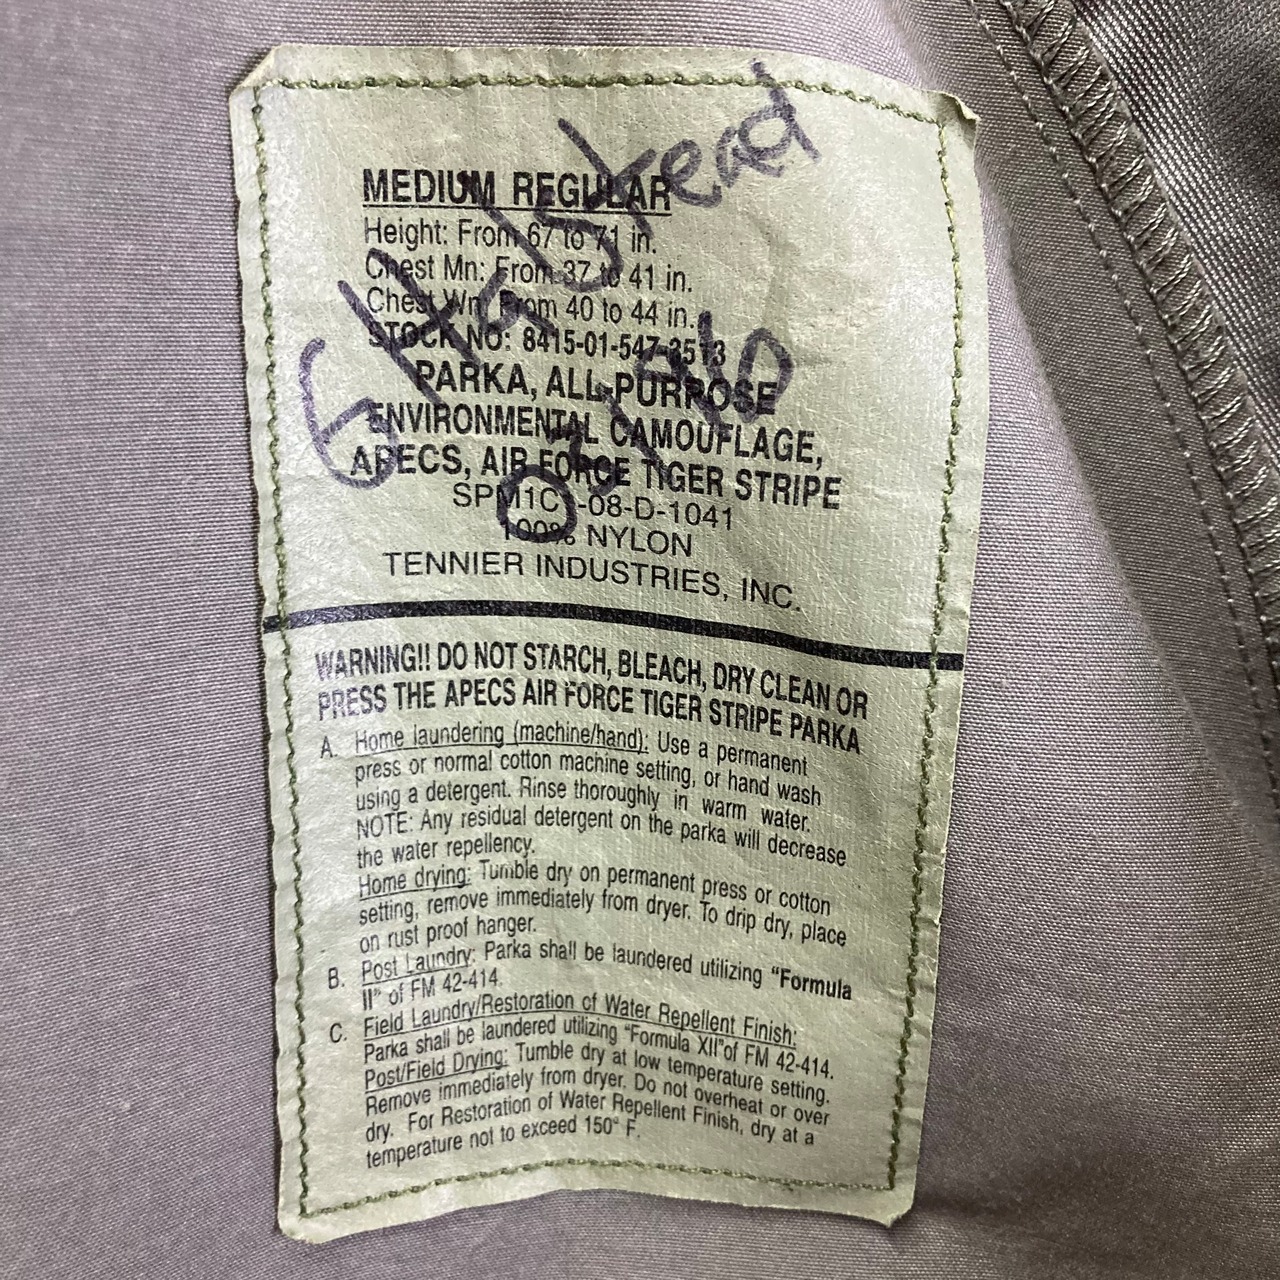 MEDIUM REGULAR
Height: From 67 to 71 in.
Chest Mn: From 37 to 41 in.
Chest Wn: From 40 to 44 in.
STOCK NO: 8415-01-547-3513
PARKA, ALL-PURPOSE
ENVIRONMENTAL CAMOUFLAGE,
APECS, AIR FORCE TIGER STRIPE
-08-D-1041
100% NYLON
TENNIER INDUSTRIES, INC.
WARNING!! DO NOT STARCH, BLEACH, DRY CLEAN OR
PRESS THE APECS AIR FORCE TIGER STRIPE PARKA
A. Home laundering (machine/hand): Use a permanent
press or normal cotton machine setting, or hand wash
using a detergent. Rinse thoroughly in warm water.
NOTE: Any residual detergent on the parka will decrease
the water repellency.
Home drying: Tumble dry on permanent press or cotton
setting, remove immediately from dryer. To drip dry, place
on rust proof hanger.
B. Post Laundry: Parka shall be laundered utilizing "Formula
II" of FM 42-414.
C. Field Laundry/Restoration of Water Repellent Finish:
Parka shall be laundered utilizing "Formula XII"of FM 42-414.
Post/Field Drying: Tumble dry at low temperature setting.
Remove immediately from dryer. Do not overheat or over
dry. For Restoration of Water Repellent Finish, dry at a
temperature not to exceed 150° F.